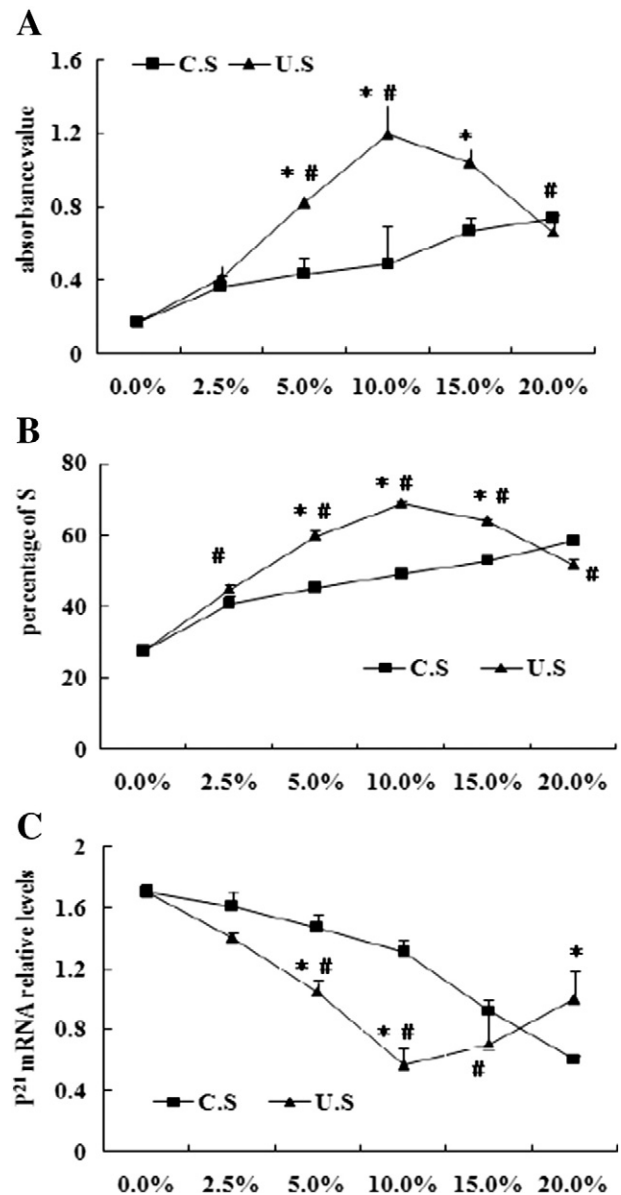 A
1.6
C.S U.S
* #
*
1.2
* #
#
0.8
0.4
0
absorbance value
0.0% 2.5% 5.0% 10.0% 15.0% 20.0%
B
80
* #
* #
* #
60
#
#
40
20
C.S U.S
0
percentage of S
0.0% 2.5% 5.0% 10.0% 15.0% 20.0%
C
2
1.6
*
* #
1.2
0.8
* #
#
0.4
C.S U.S
0
P²¹ mRNA relative levels
0.0% 2.5% 5.0% 10.0% 15.0% 20.0%